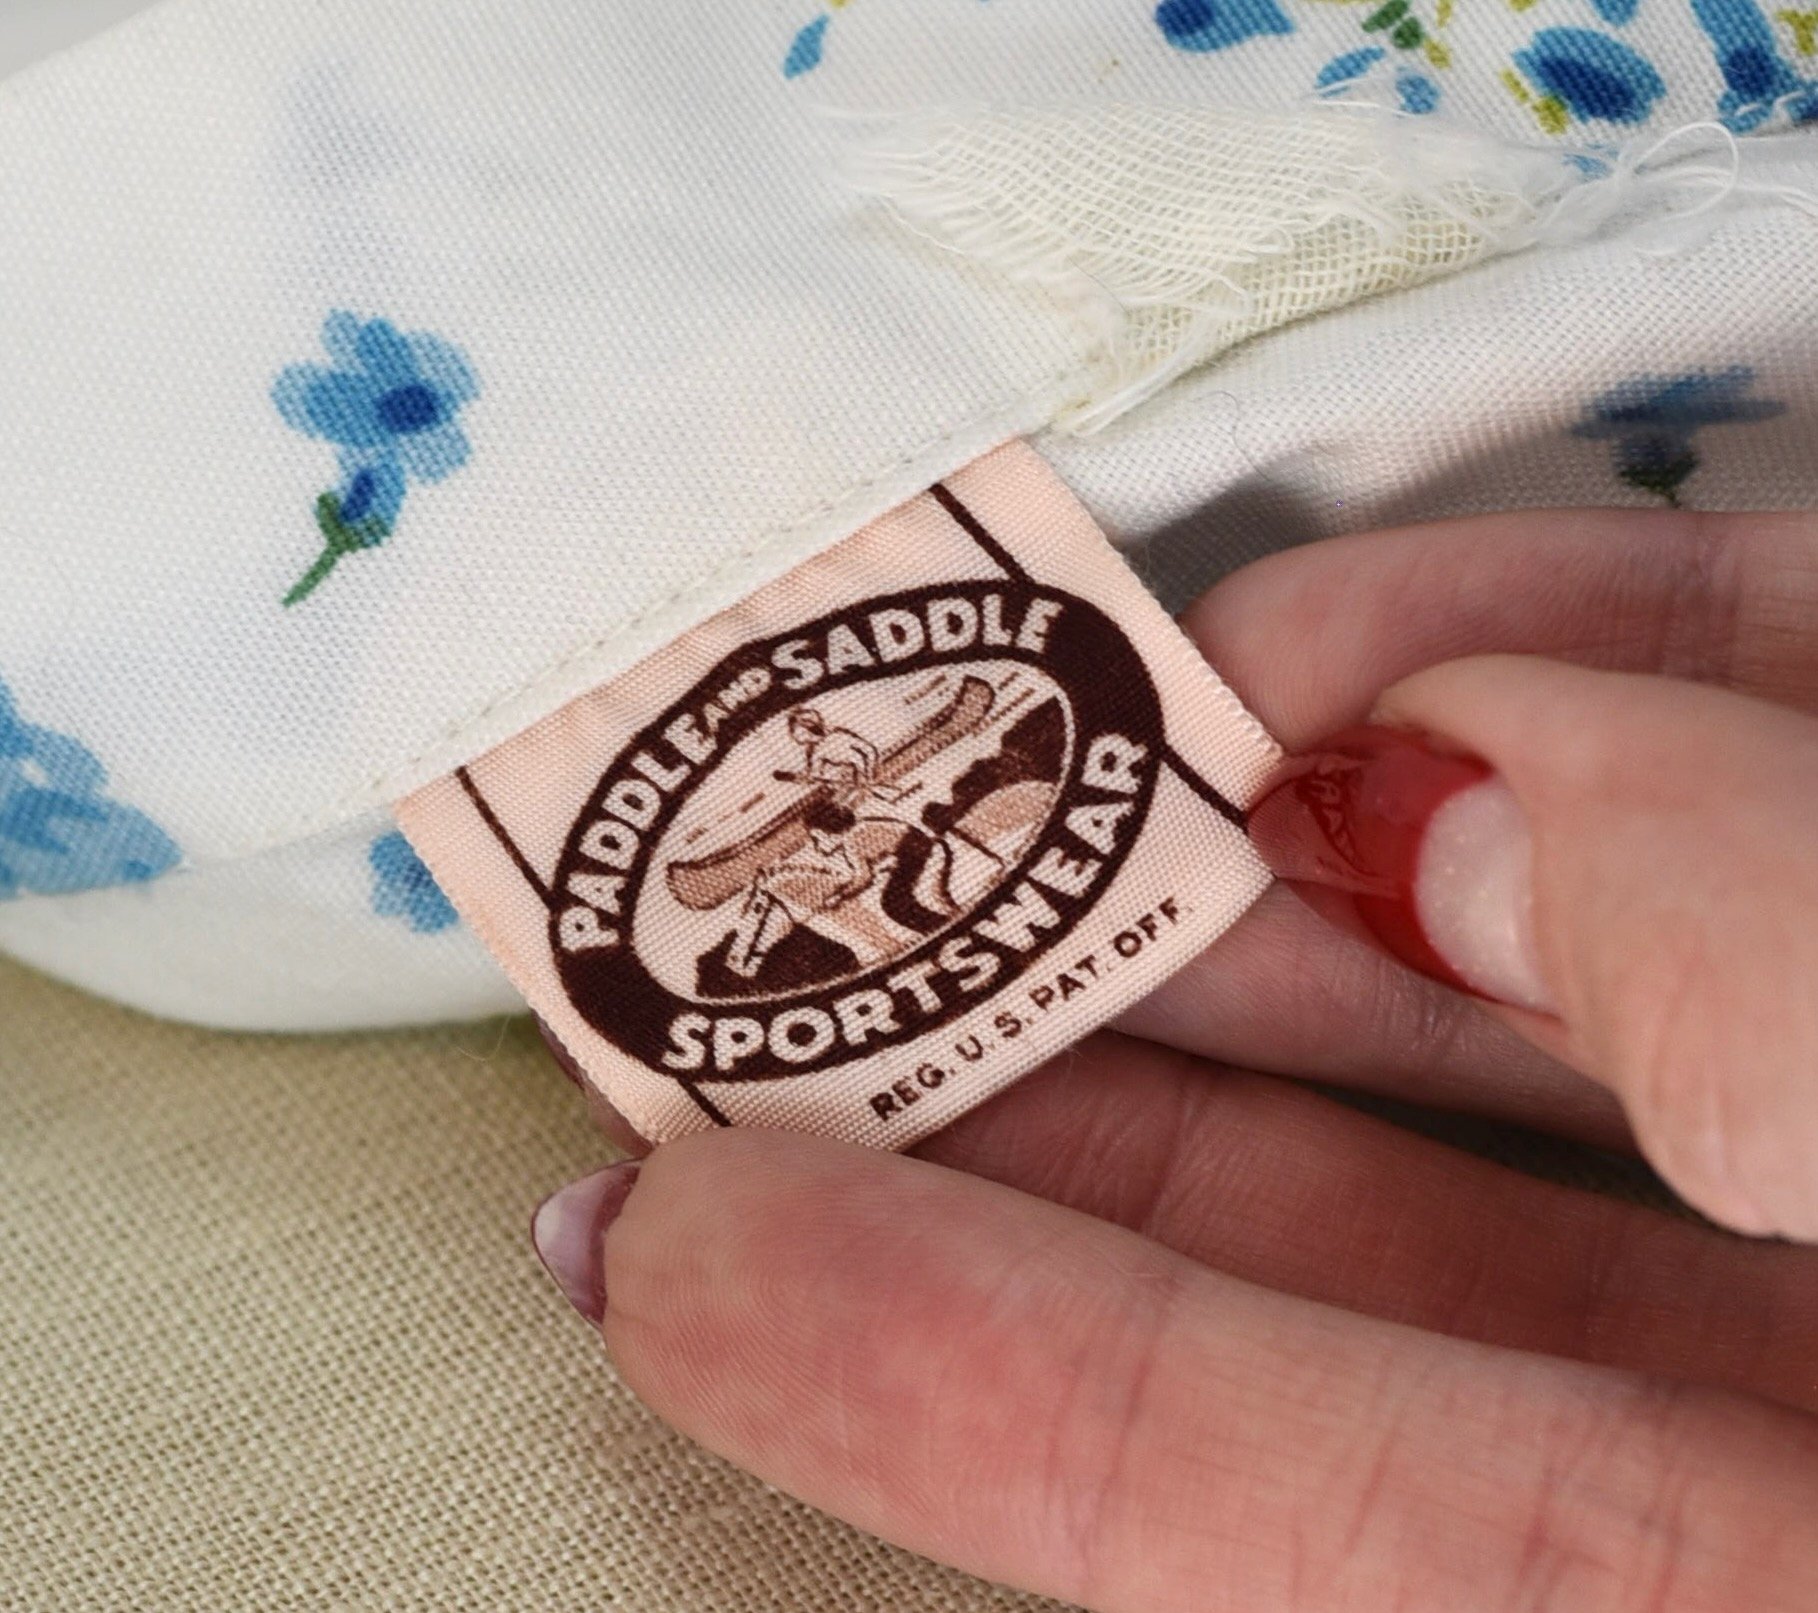 PADDLE AND SADDLE
SPORTSWEAR
REG. U.S. PAT. OFF.